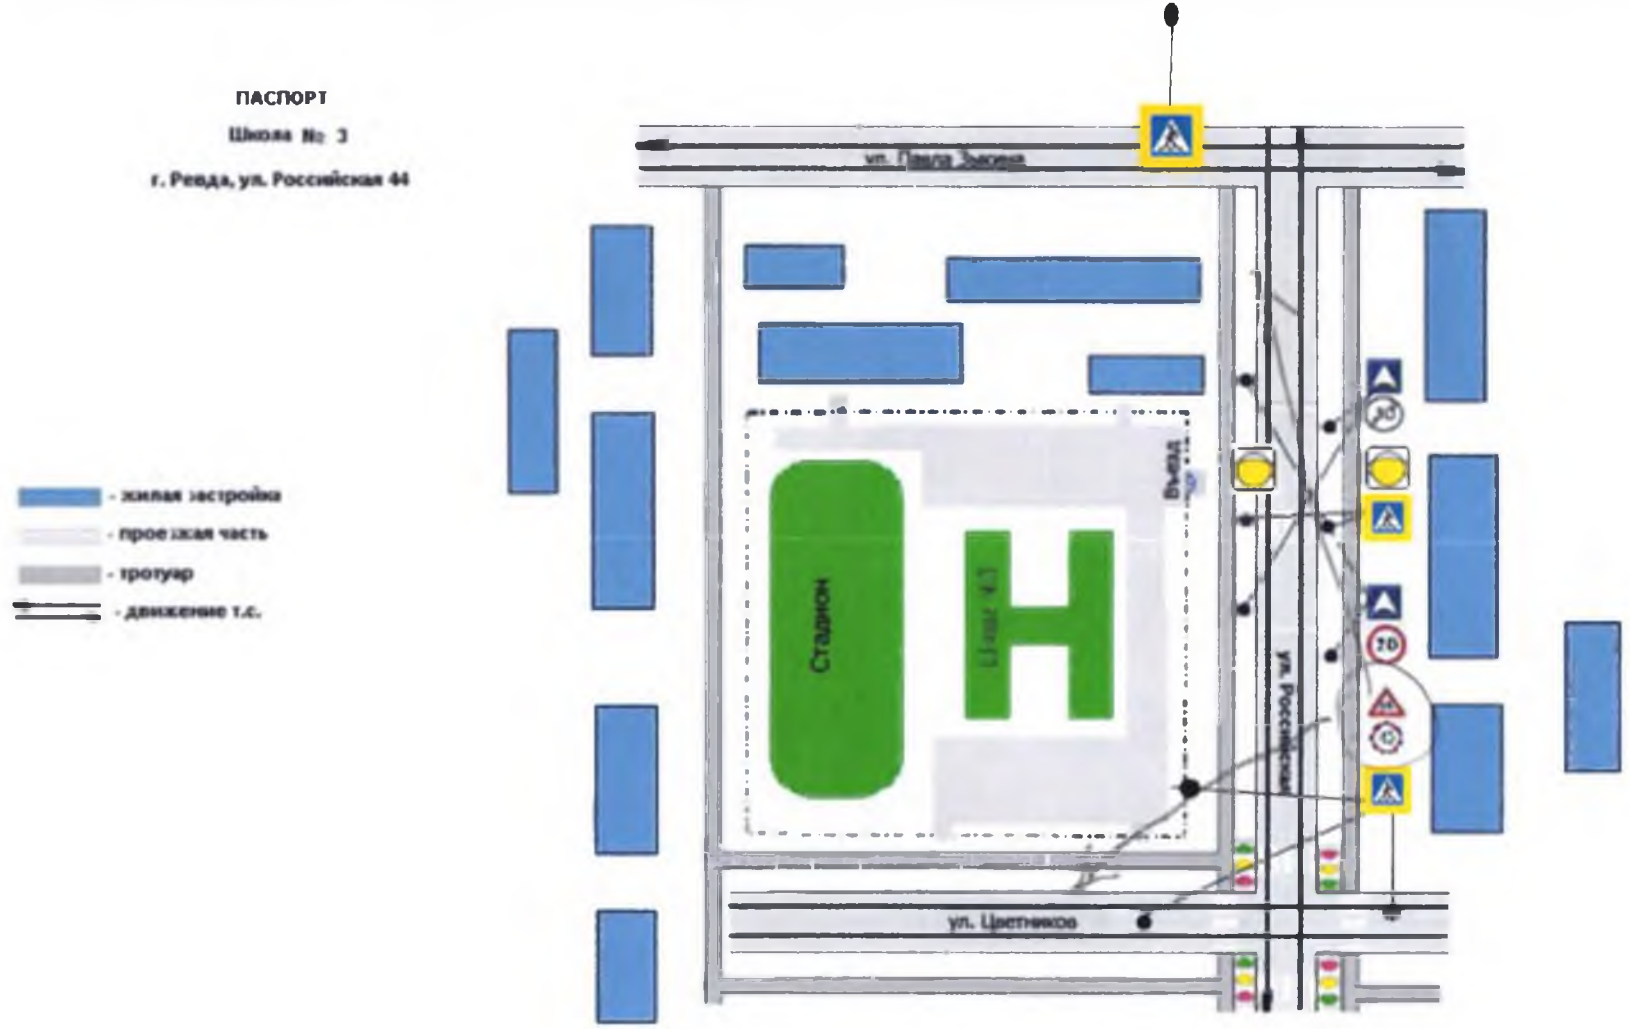 ПАСПОРТ
Школа № 3
г. Ревда, ул. Российская 44
ул. Павла Зыкина
Въезд
- жилая застройка
- проезжая часть
- тротуар
- движение т.с.
Стадион
20
ул. Российская
ул. Цветников